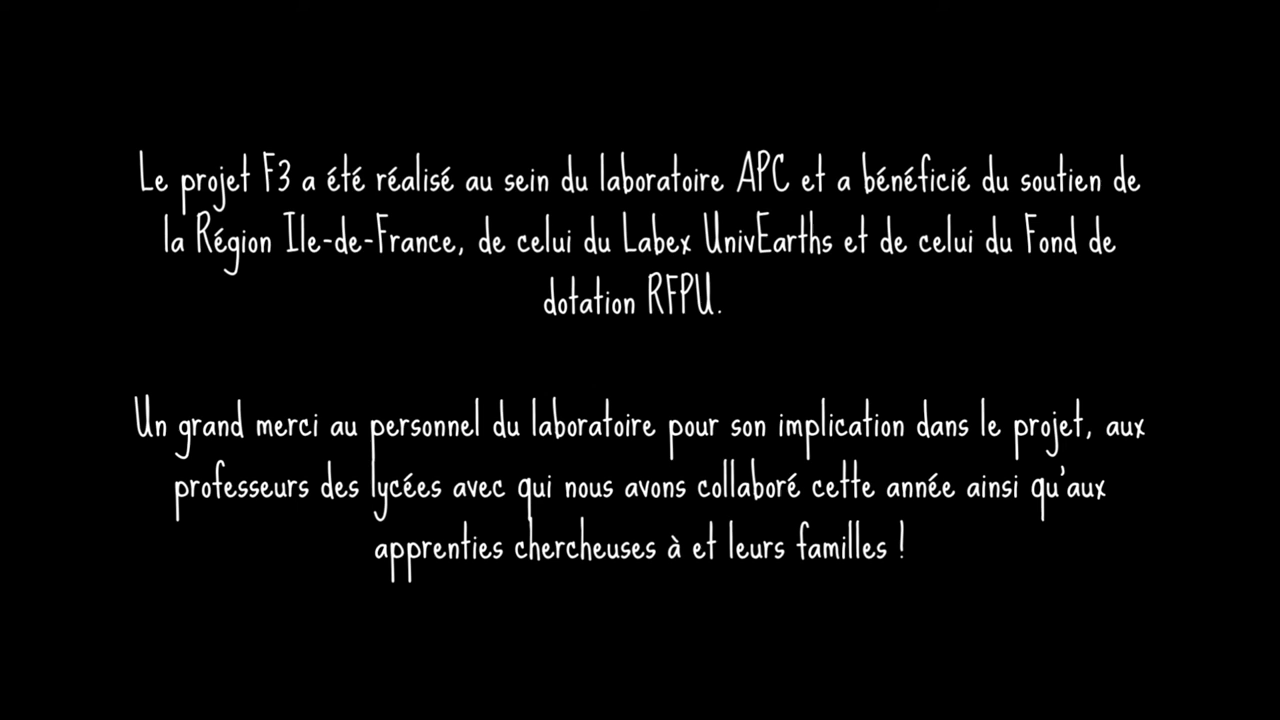 Le projet F3 a été réalisé au sein du laboratoire APC et a bénéficié du soutien de
la Région Ile-de-France, de celui du Labex UnivEarths et de celui du Fond de
dotation RFPU.
Un grand merci au personnel du laboratoire pour son implication dans le projet, aux
professeurs des lycées avec qui nous avons collaboré cette année ainsi qu'aux
apprenties chercheuses à et leurs familles !